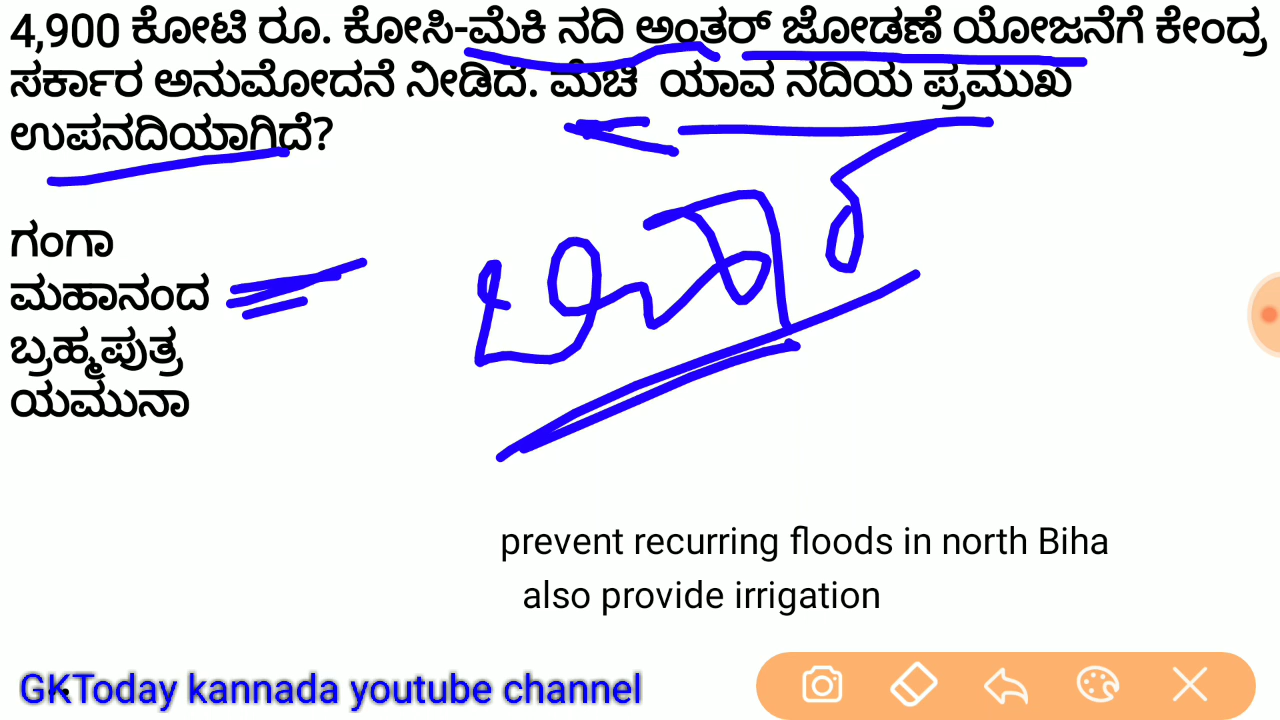 4,900 ಕೋಟಿ ರೂ. ಕೋಸಿ-ಮೆಕಿ ನದಿ ಅಂತರ್ ಜೋಡಣೆ ಯೋಜನೆಗೆ ಕೇಂದ್ರ
ಸರ್ಕಾರ ಅನುಮೋದನೆ ನೀಡಿದೆ. ಮೆಚಿ ಯಾವ ನದಿಯ ಪ್ರಮುಖ
ಉಪನದಿಯಾಗಿದೆ?
ಗಂಗಾ
ಮಹಾನಂದ
ಬ್ರಹ್ಮಪುತ್ರ
ಯಮುನಾ
prevent recurring floods in north Biha
also provide irrigation
GKToday kannada youtube channel